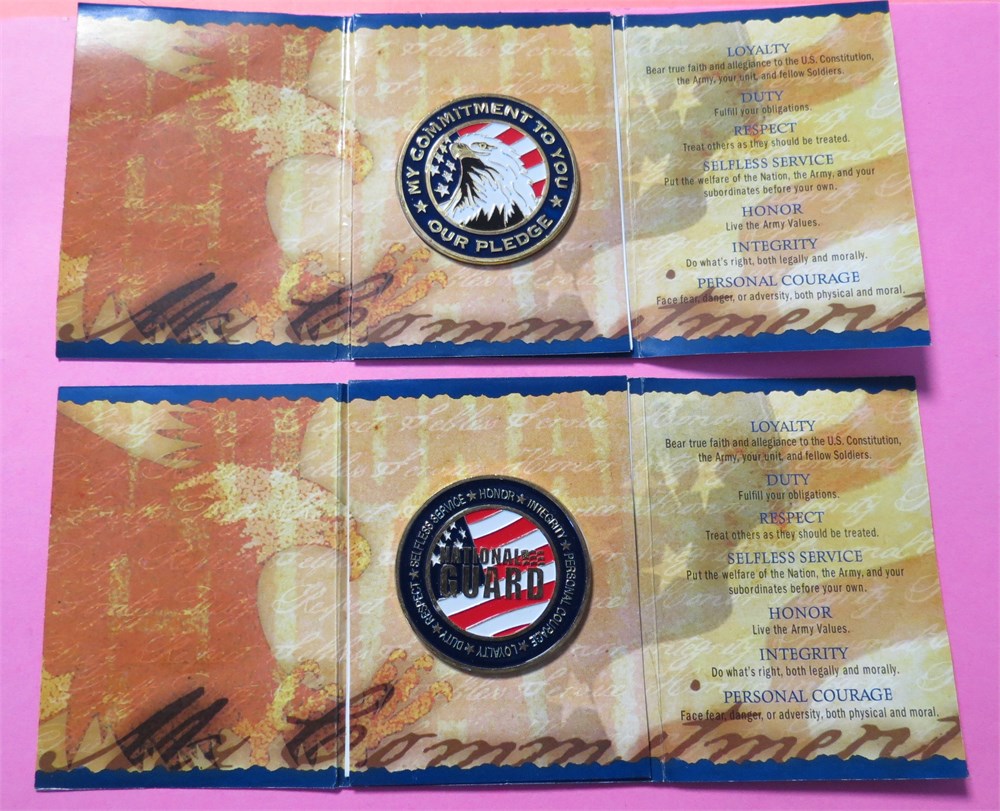 LOYALTY
Bear true faith and allegiance to the U.S. Constitution,
the Army, your unit, and fellow Soldiers.
DUTY
Fulfill your obligations.
RESPECT
Treat others as they should be treated.
SELFLESS SERVICE
Put the welfare of the Nation, the Army, and your
subordinates before your own.
HONOR
Live the Army Values.
INTEGRITY
Do what's right, both legally and morally.
PERSONAL COURAGE
Face fear, danger, or adversity, both physical and moral.
MY COMMITMENT TO YOU
★ OUR PLEDGE ★
My Commitment
LOYALTY
Bear true faith and allegiance to the U.S. Constitution,
the Army, your unit, and fellow Soldiers.
DUTY
Fulfill your obligations.
RESPECT
Treat others as they should be treated.
SELFLESS SERVICE
Put the welfare of the Nation, the Army, and your
subordinates before your own.
HONOR
Live the Army Values.
INTEGRITY
Do what's right, both legally and morally.
PERSONAL COURAGE
Face fear, danger, or adversity, both physical and moral.
SELFLESS SERVICE ★ HONOR ★ INTEGRITY ★ PERSONAL COURAGE ★ LOYALTY ★ DUTY ★ RESPECT ★
NATIONAL
GUARD
My Commitment